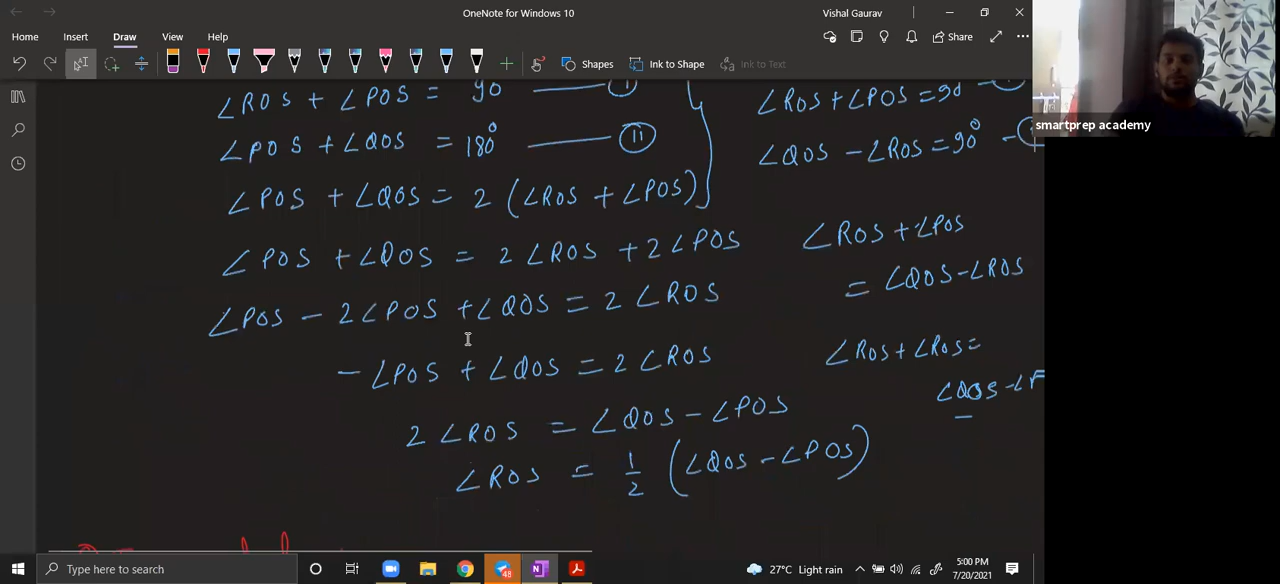 OneNote for Windows 10
Vishal Gaurav
Home Insert Draw View Help
Share
Shapes
Ink to Shape
Ink to Text
smartprep academy
∠ROS + ∠POS = 90 —— I
∠POS + ∠QOS = 180° —— II
∠POS + ∠QOS = 2 (∠ROS + ∠POS)
∠POS + ∠QOS = 2 ∠ROS + 2 ∠POS
∠POS - 2 ∠POS + ∠QOS = 2 ∠ROS
- ∠POS + ∠QOS = 2 ∠ROS
2 ∠ROS = ∠QOS - ∠POS
∠ROS = 1/2 (∠QOS - ∠POS)
∠ROS + ∠POS = 90
∠QOS - ∠ROS = 90°
∠ROS + ∠POS
= ∠QOS - ∠ROS
∠ROS + ∠ROS =
∠QOS - ∠P
Type here to search
48
27°C Light rain
5:00 PM
7/20/2021